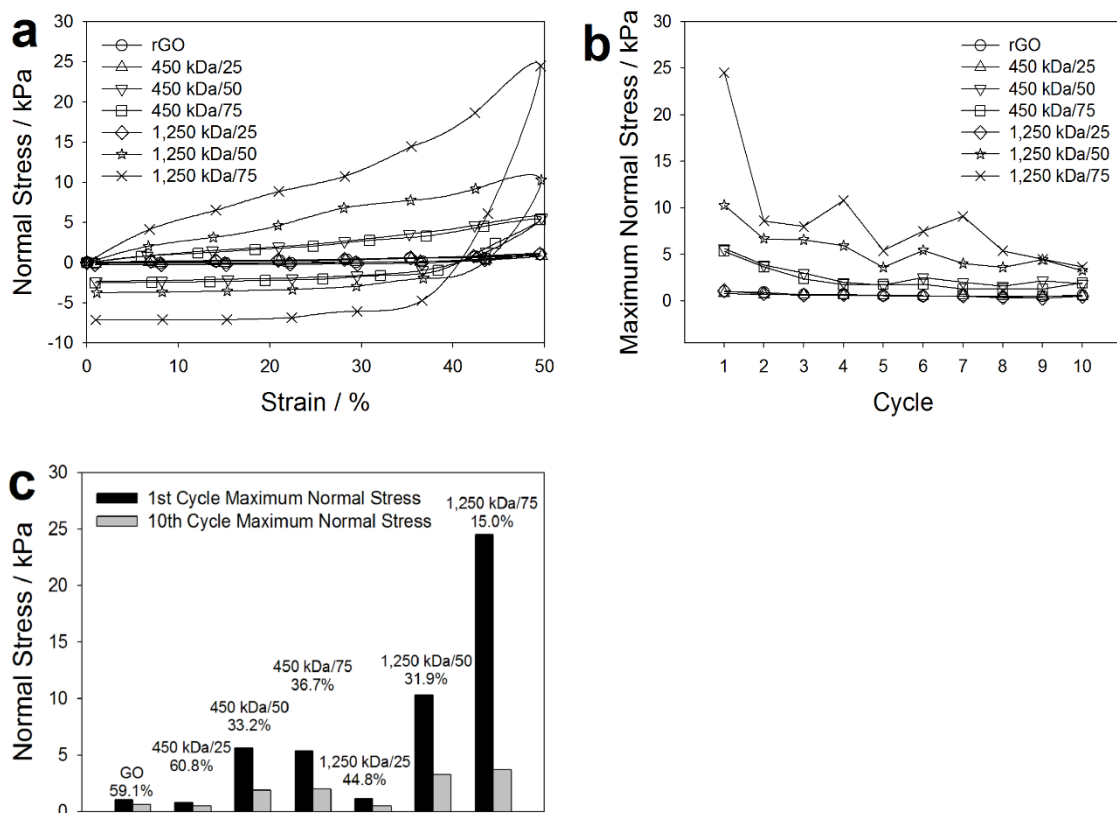 a
Normal Stress / kPa
30
25
20
15
10
5
0
-5
-10
rGO
450 kDa/25
450 kDa/50
450 kDa/75
1,250 kDa/25
1,250 kDa/50
1,250 kDa/75
0 10 20 30 40 50
Strain / %
b
Maximum Normal Stress / kPa
30
25
20
15
10
5
0
rGO
450 kDa/25
450 kDa/50
450 kDa/75
1,250 kDa/25
1,250 kDa/50
1,250 kDa/75
1 2 3 4 5 6 7 8 9 10
Cycle
c
Normal Stress / kPa
30
25
20
15
10
5
0
1st Cycle Maximum Normal Stress
10th Cycle Maximum Normal Stress
GO
59.1%
450 kDa/25
60.8%
450 kDa/50
33.2%
450 kDa/75
36.7%
1,250 kDa/25
44.8%
1,250 kDa/50
31.9%
1,250 kDa/75
15.0%